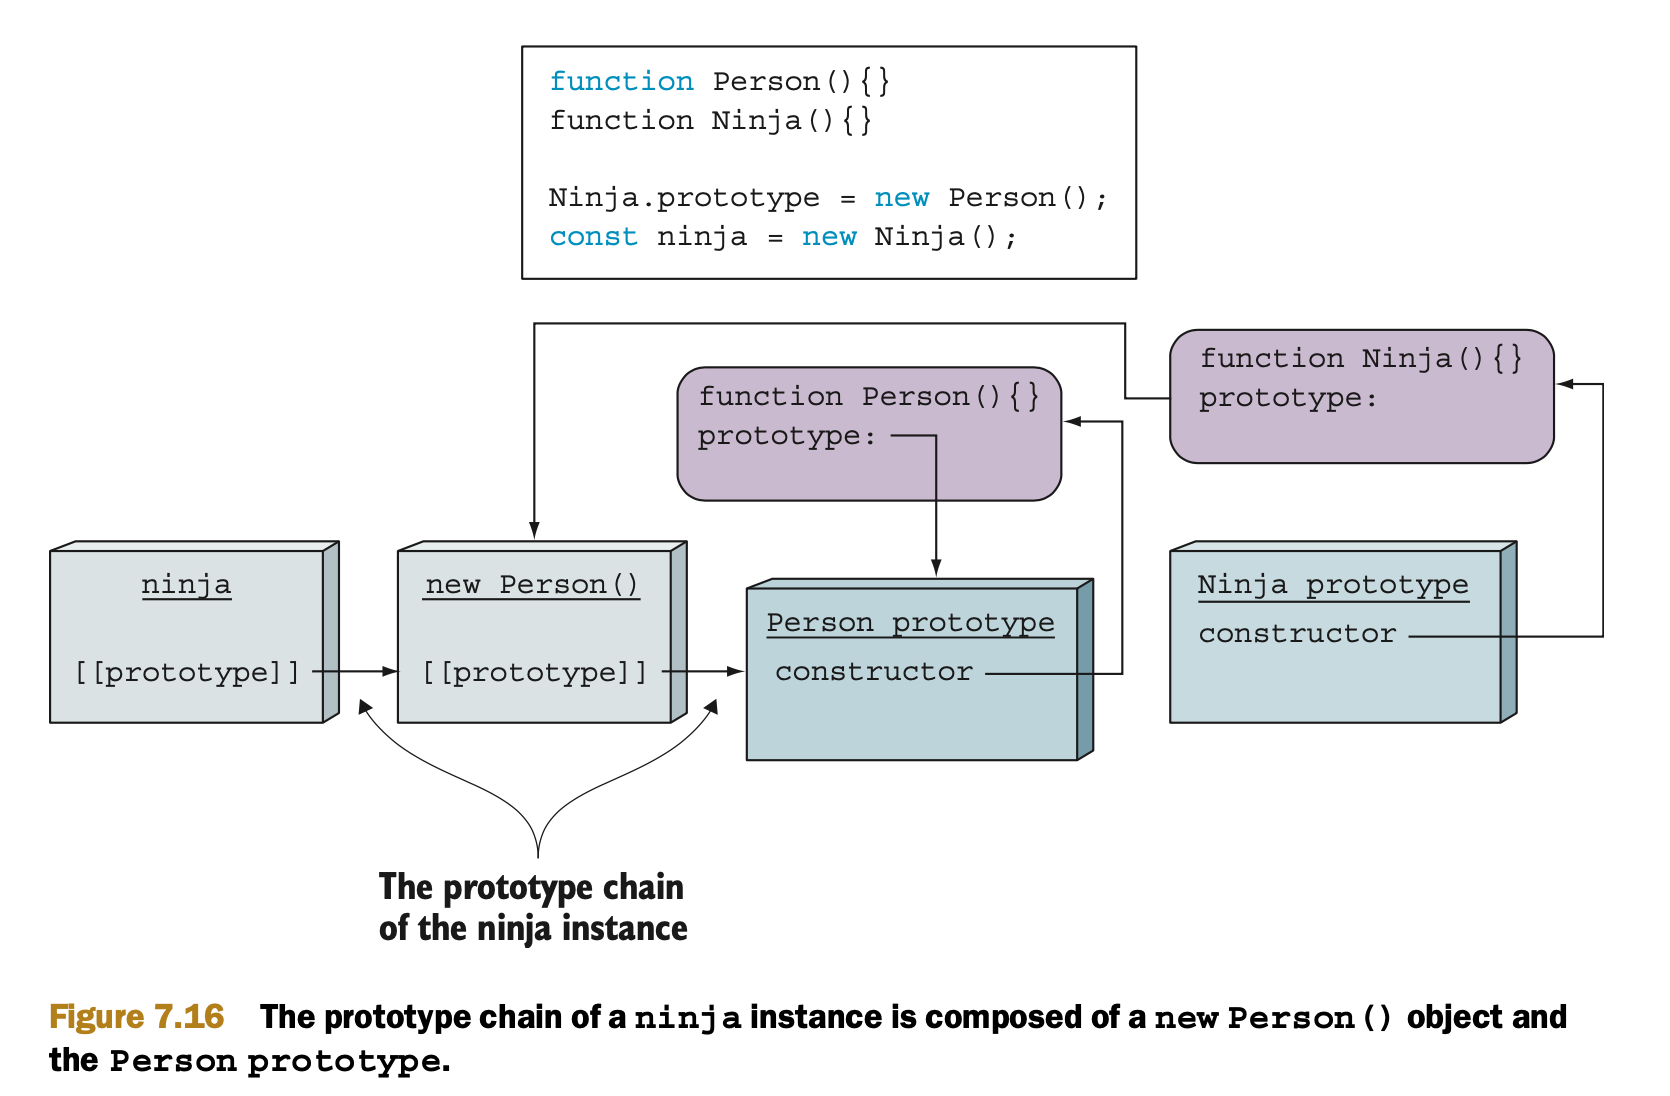 function Person(){}
function Ninja(){}
Ninja.prototype = new Person();
const ninja = new Ninja();
function Ninja(){}
prototype:
function Person(){}
prototype:
ninja
[[prototype]]
new Person()
[[prototype]]
Person prototype
constructor
Ninja prototype
constructor
The prototype chain
of the ninja instance
Figure 7.16 The prototype chain of a ninja instance is composed of a new Person() object and
the Person prototype.